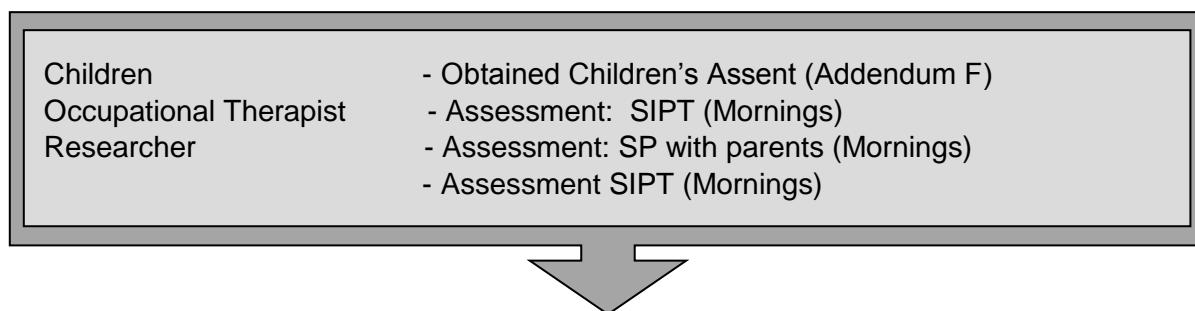 Children - Obtained Children's Assent (Addendum F)
Occupational Therapist - Assessment: SIPT (Mornings)
Researcher - Assessment: SP with parents (Mornings)
- Assessment SIPT (Mornings)